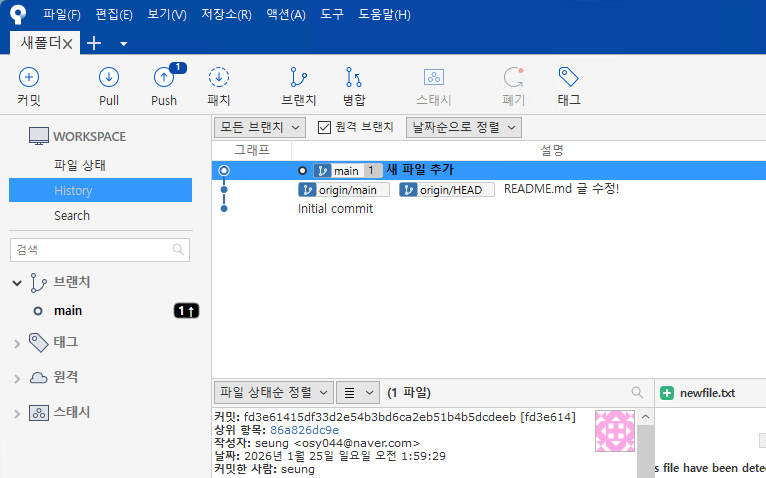 파일(F) 편집(E) 보기(V) 저장소(R) 액션(A) 도구 도움말(H)
새폴더
1
커밋 Pull Push 패치 브랜치 병합 스태시 폐기 태그
WORKSPACE
파일 상태
History
Search
검색
브랜치
main 1↑
태그
원격
스태시
모든 브랜치 원격 브랜치 날짜순으로 정렬
그래프 설명
main 1 새 파일 추가
origin/main origin/HEAD README.md 글 수정!
Initial commit
파일 상태순 정렬 (1 파일)
커밋: fd3e61415df33d2e54b3bd6ca2eb51b4b5dcdeeb [fd3e614]
상위 항목: 86a826dc9e
작성자: seung <osy044@naver.com>
날짜: 2026년 1월 25일 일요일 오전 1:59:29
커밋한 사람: seung
newfile.txt
s file have been dete